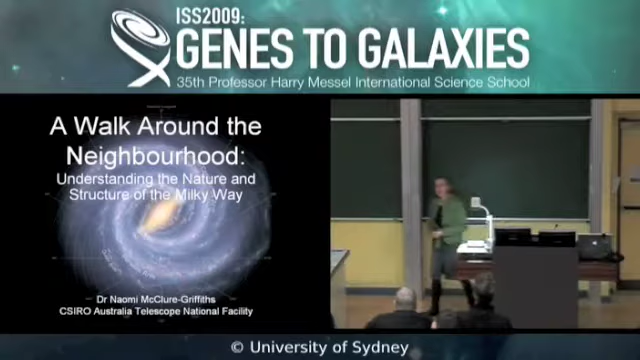 ISS2009:
GENES TO GALAXIES
35th Professor Harry Messel International Science School
A Walk Around the
Neighbourhood:
Understanding the Nature and
Structure of the Milky Way
Dr Naomi McClure-Griffiths
CSIRO Australia Telescope National Facility
© University of Sydney